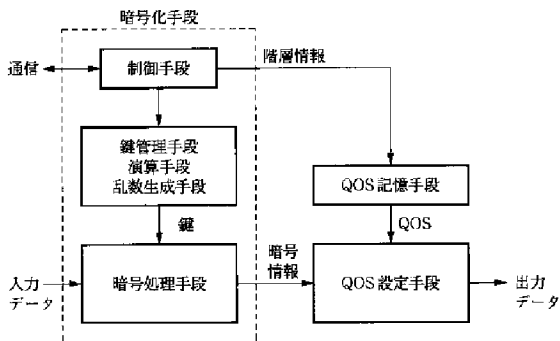 暗号化手段
通信
制御手段
階層情報
鍵管理手段
演算手段
乱数生成手段
QOS記憶手段
鍵
QOS
入力
データ
暗号処理手段
暗号
情報
QOS設定手段
出力
データ